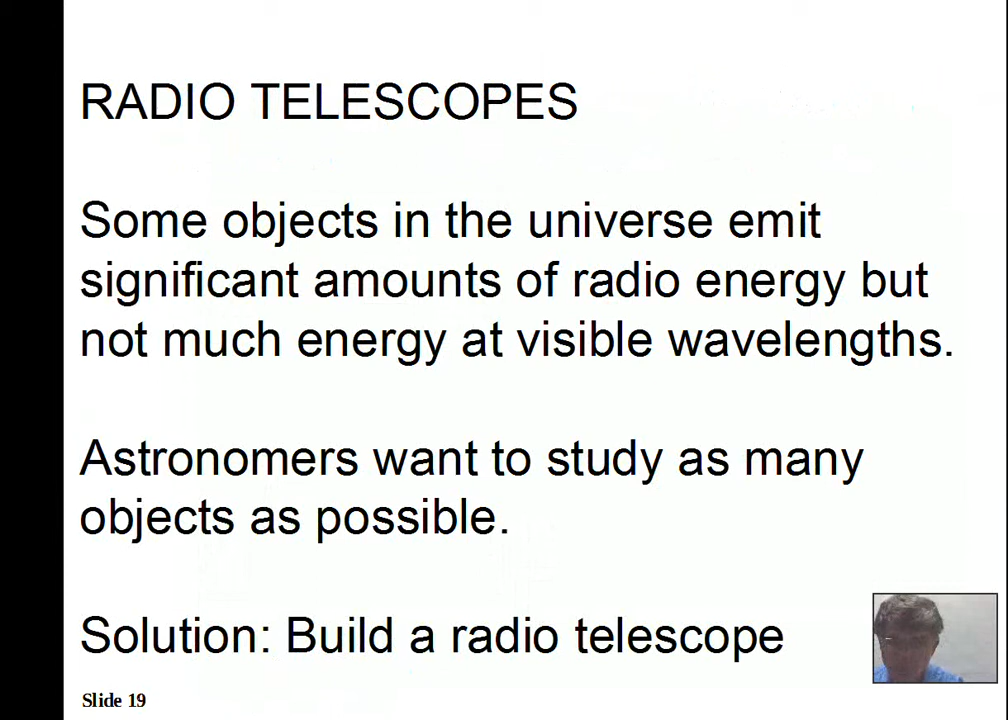 RADIO TELESCOPES
Some objects in the universe emit
significant amounts of radio energy but
not much energy at visible wavelengths.
Astronomers want to study as many
objects as possible.
Solution: Build a radio telescope
Slide 19